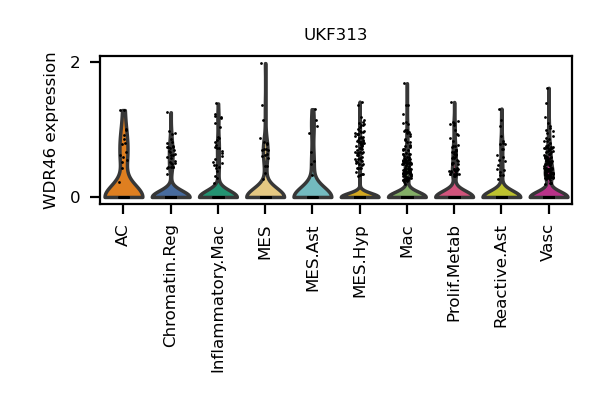 UKF313
WDR46 expression
2
0
AC
Chromatin.Reg
Inflammatory.Mac
MES
MES.Ast
MES.Hyp
Mac
Prolif.Metab
Reactive.Ast
Vasc